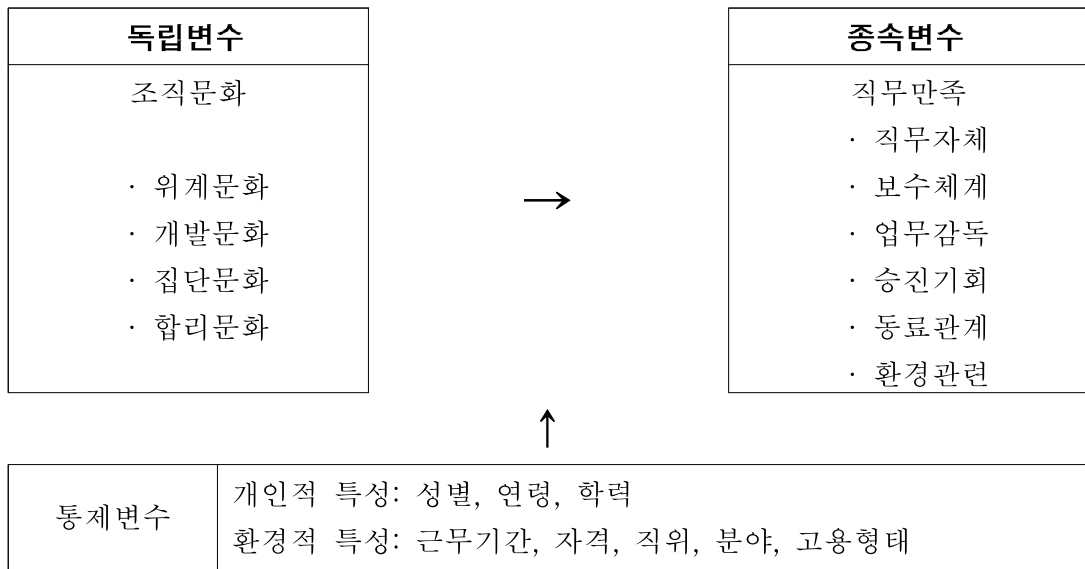 독립변수
조직문화
· 위계문화
· 개발문화
· 집단문화
· 합리문화
→
종속변수
직무만족
· 직무자체
· 보수체계
· 업무감독
· 승진기회
· 동료관계
· 환경관련
↑
통제변수
개인적 특성: 성별, 연령, 학력
환경적 특성: 근무기간, 자격, 직위, 분야, 고용형태